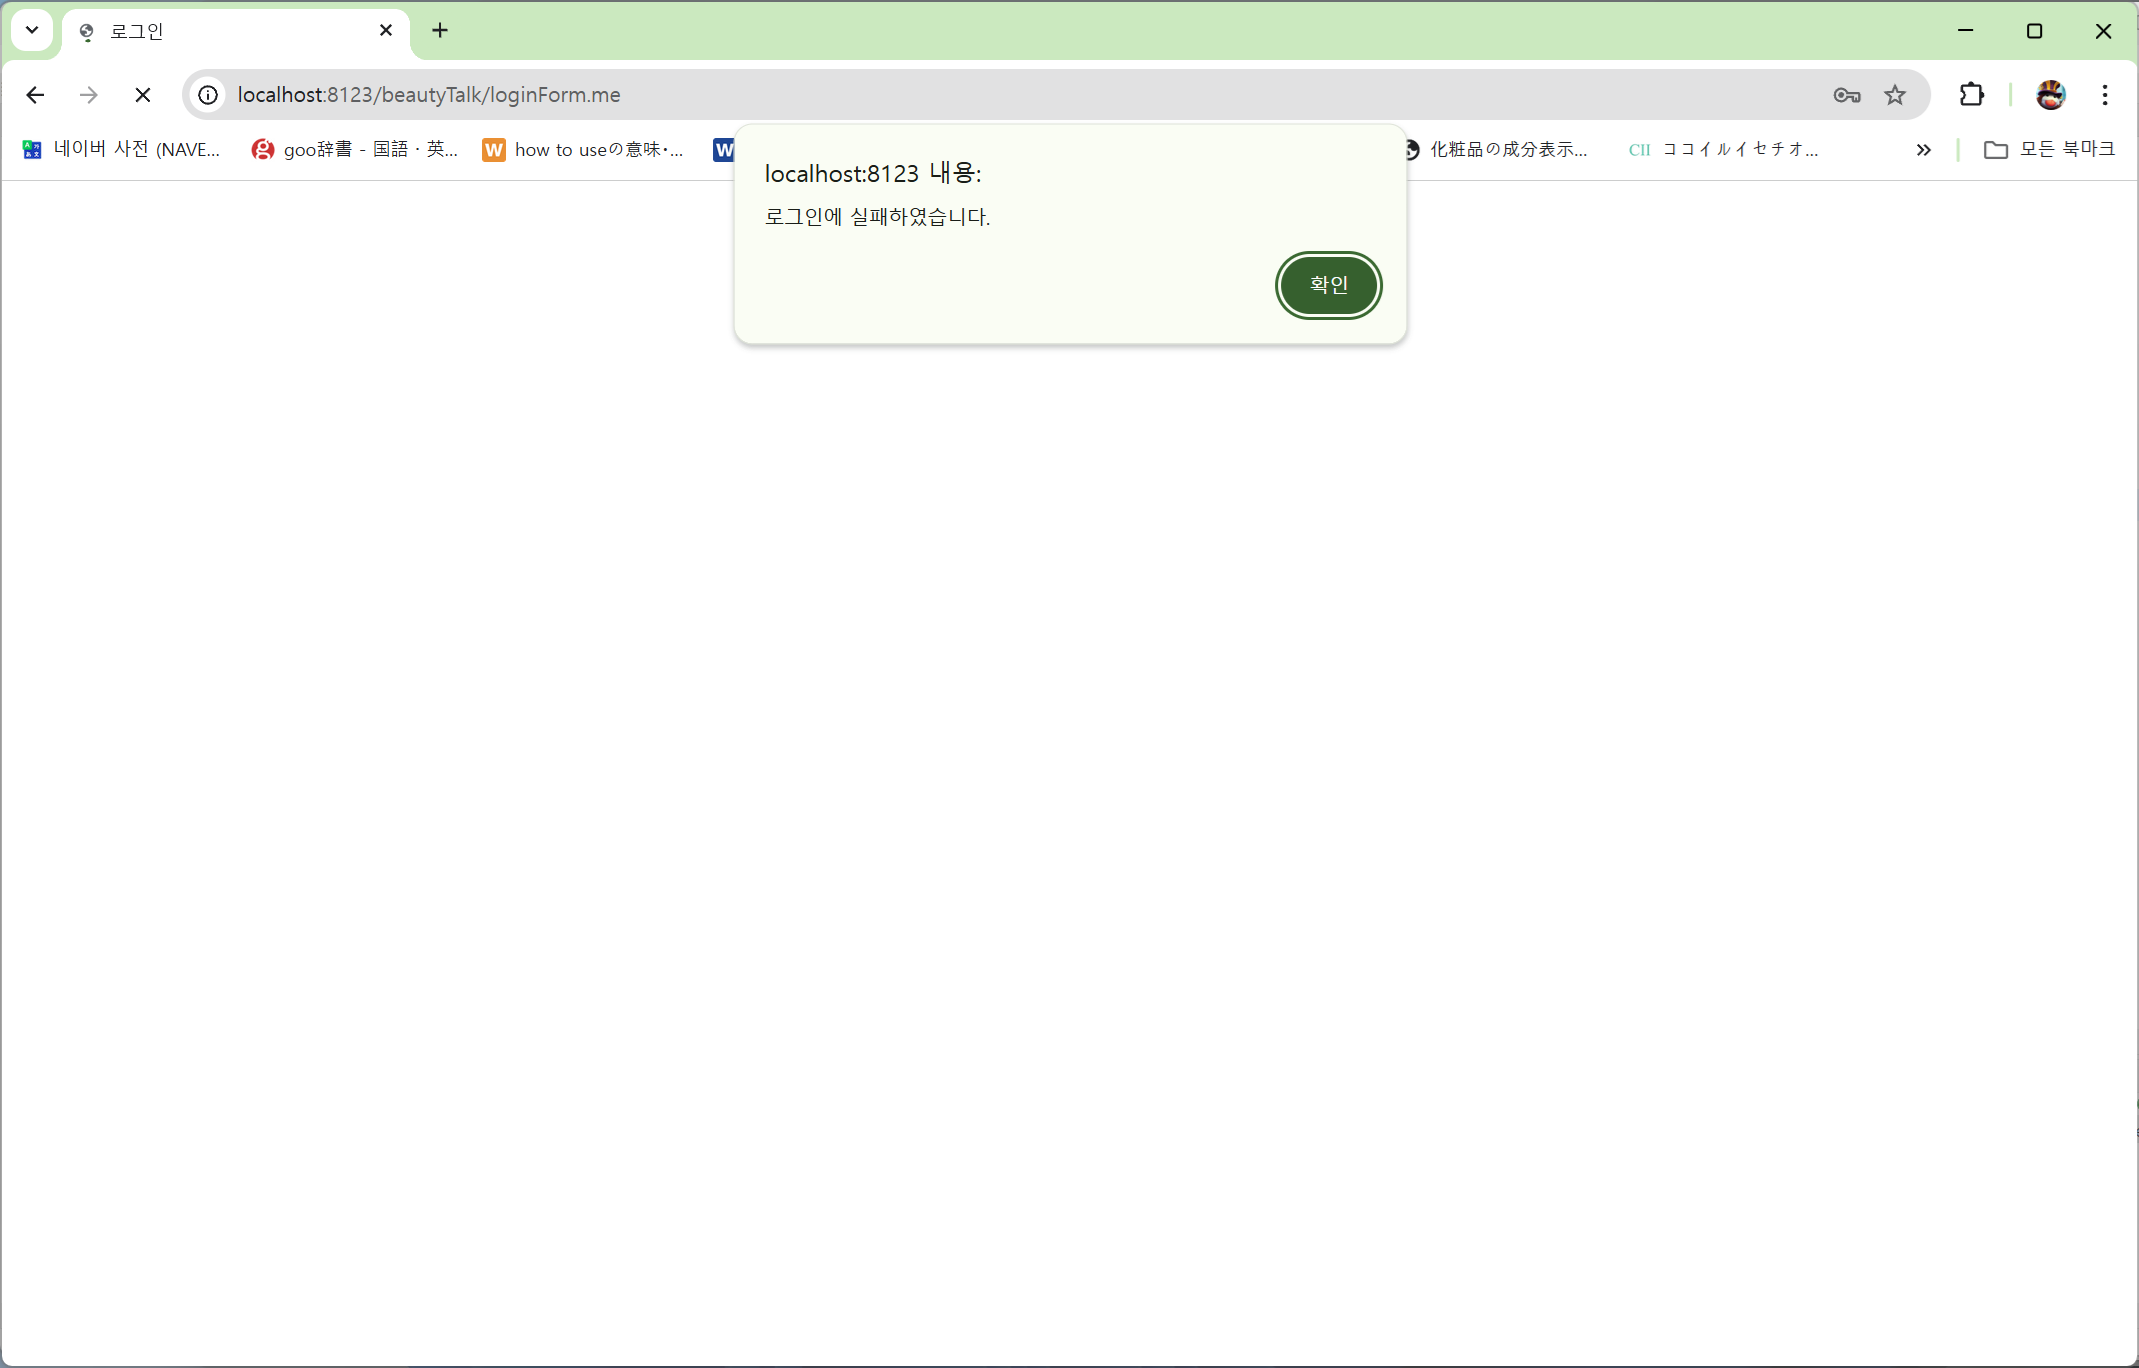 로그인
localhost:8123/beautyTalk/loginForm.me
네이버 사전 (NAVE...
goo辞書 - 国語・英...
W how to useの意味・...
W
化粧品の成分表示...
CII ココイルイセチオ...
모든 북마크
localhost:8123 내용:
로그인에 실패하였습니다.
확인